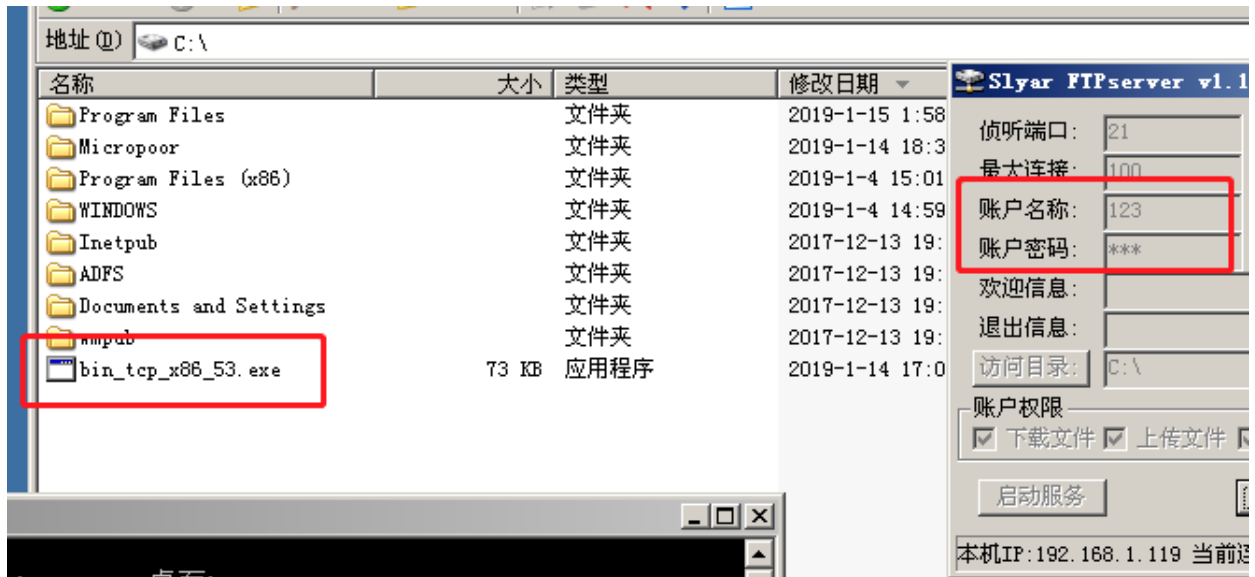 地址(D) C:\
名称 大小 类型 修改日期
Program Files 文件夹 2019-1-15 1:58
Micropoor 文件夹 2019-1-14 18:3
Program Files (x86) 文件夹 2019-1-4 15:01
WINDOWS 文件夹 2019-1-4 14:59
Inetpub 文件夹 2017-12-13 19:
ADFS 文件夹 2017-12-13 19:
Documents and Settings 文件夹 2017-12-13 19:
wmpub 文件夹 2017-12-13 19:
bin_tcp_x86_53.exe 73 KB 应用程序 2019-1-14 17:0
Slyar FTPserver v1.1
侦听端口: 21
最大连接: 100
账户名称: 123
账户密码: ***
欢迎信息:
退出信息:
访问目录: C:\
账户权限
下载文件 上传文件
启动服务
本机IP:192.168.1.119 当前
桌面